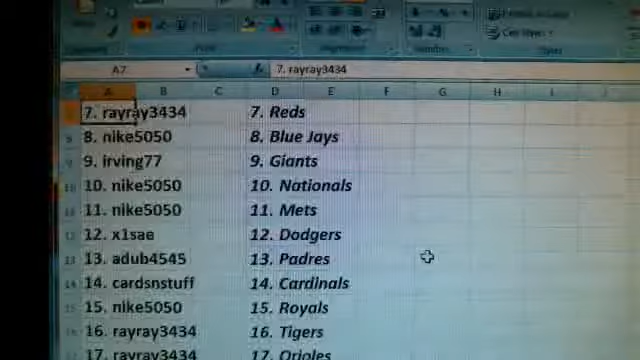 A7 7. rayray3434
A B C D E F G H
7. rayray3434 7. Reds
8. nike5050 8. Blue Jays
9. irving77 9. Giants
10. nike5050 10. Nationals
11. nike5050 11. Mets
12. x1sae 12. Dodgers
13. adub4545 13. Padres
14. cardsnstuff 14. Cardinals
15. nike5050 15. Royals
16. rayray3434 16. Tigers
17. rayray3434 17. Orioles